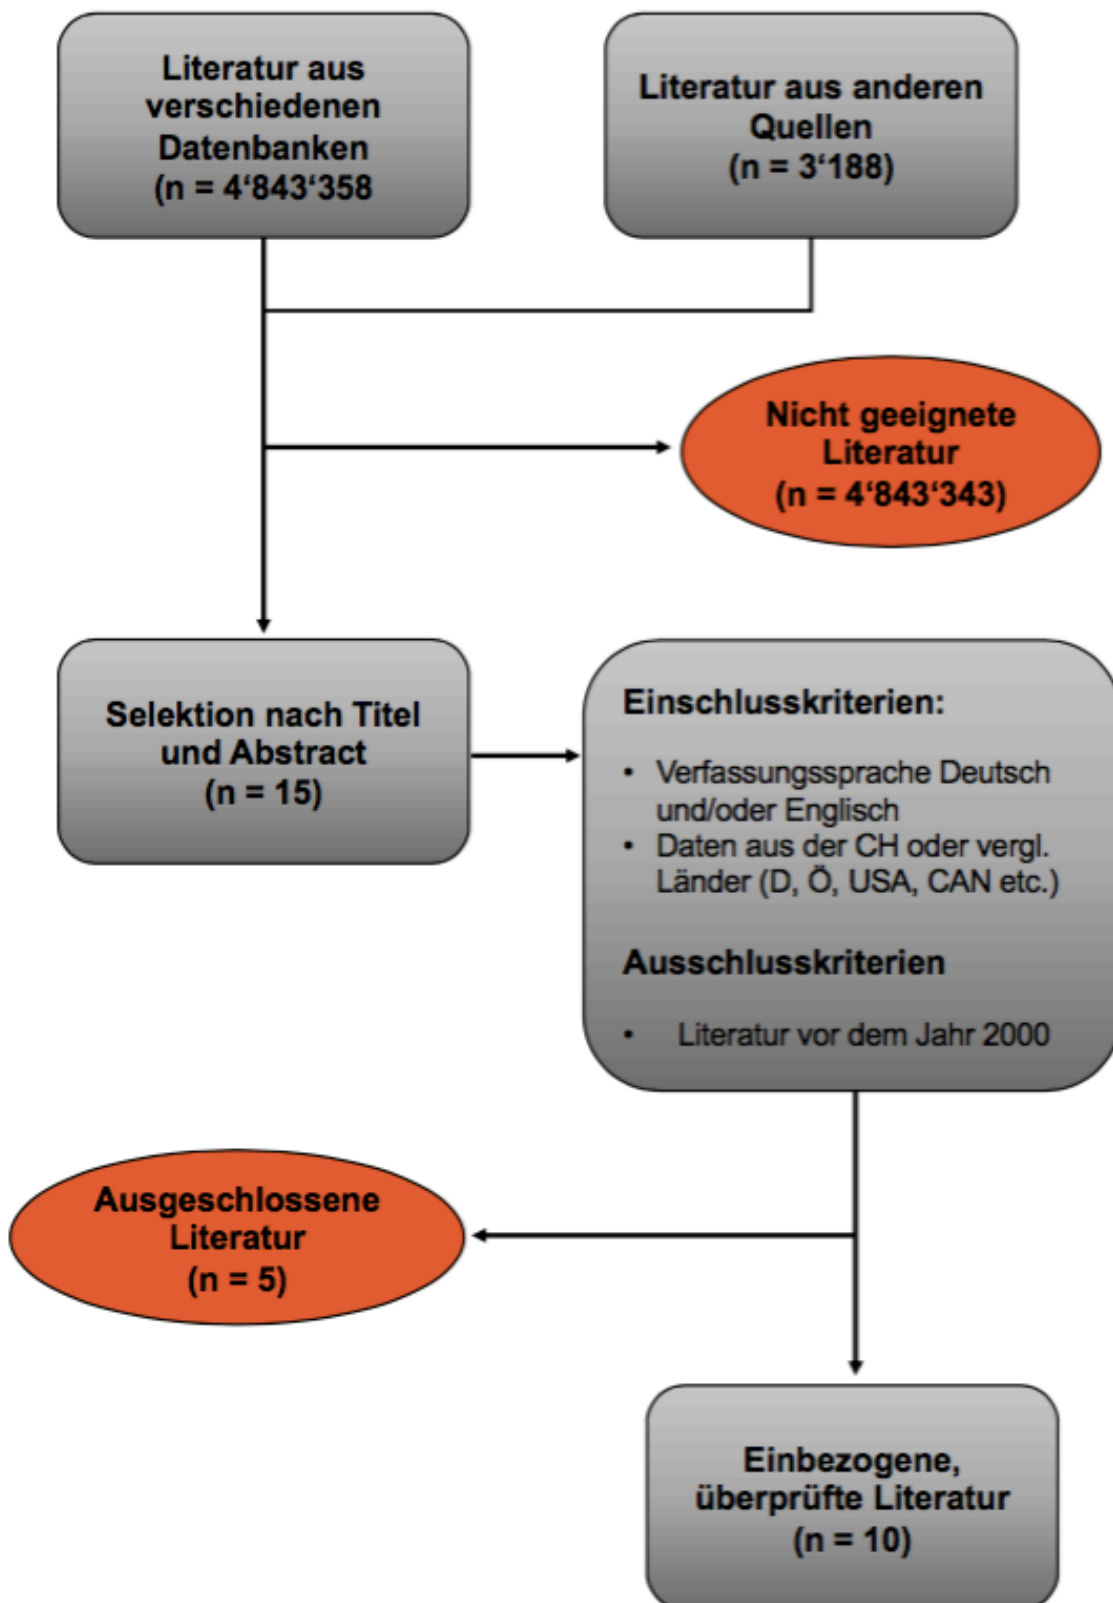 Literatur aus
verschiedenen
Datenbanken
(n = 4‘843‘358
Literatur aus anderen
Quellen
(n = 3‘188)
Nicht geeignete
Literatur
(n = 4‘843‘343)
Selektion nach Titel
und Abstract
(n = 15)
Einschlusskriterien:
• Verfassungssprache Deutsch
und/oder Englisch
• Daten aus der CH oder vergl.
Länder (D, Ö, USA, CAN etc.)
Ausschlusskriterien
• Literatur vor dem Jahr 2000
Ausgeschlossene
Literatur
(n = 5)
Einbezogene,
überprüfte Literatur
(n = 10)